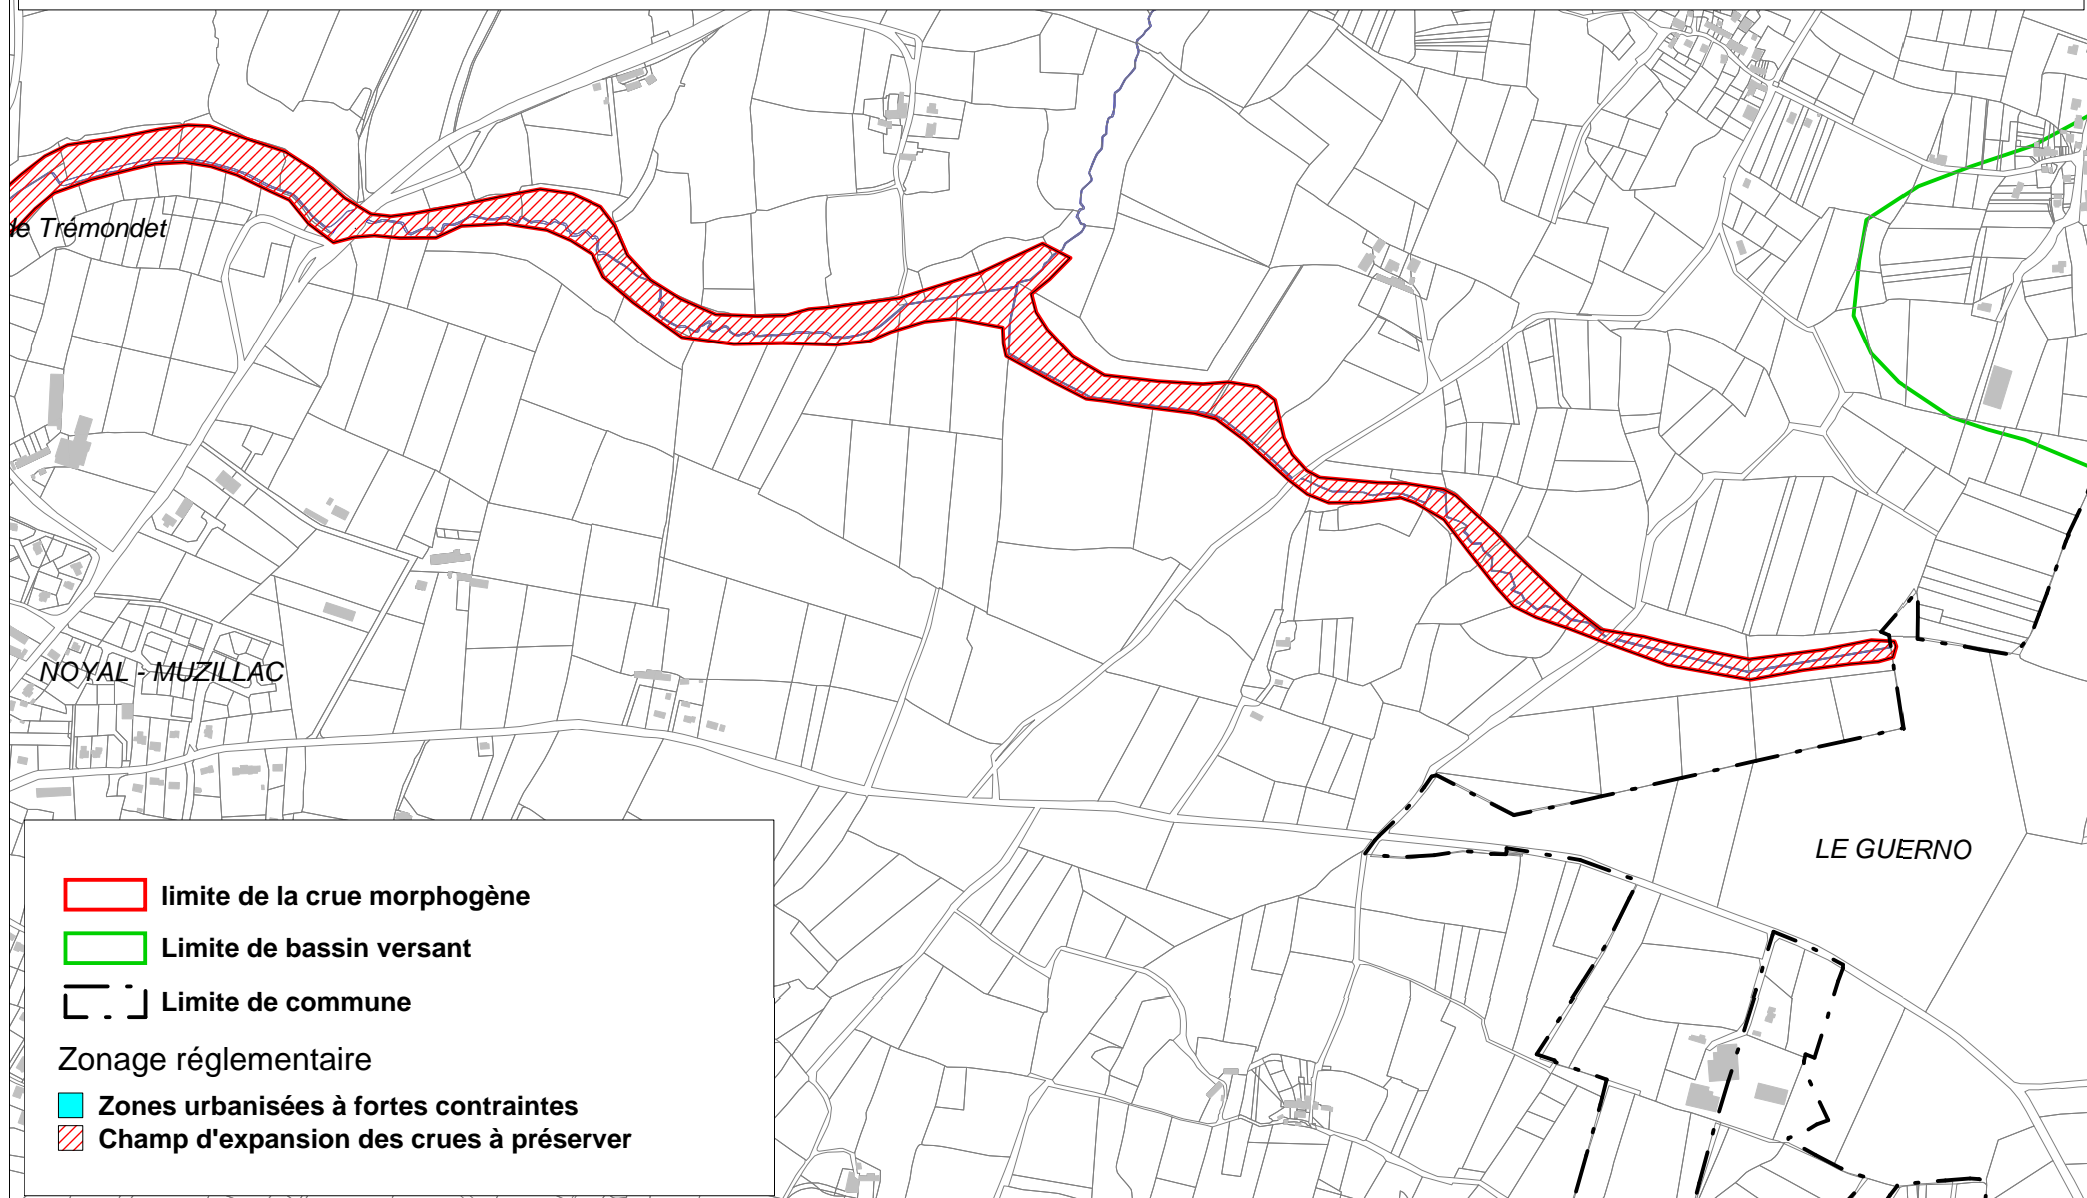 le Trémondet
NOYAL - MUZILLAC
LE GUERNO
limite de la crue morphogène
Limite de bassin versant
Limite de commune
Zonage réglementaire
Zones urbanisées à fortes contraintes
Champ d'expansion des crues à préserver